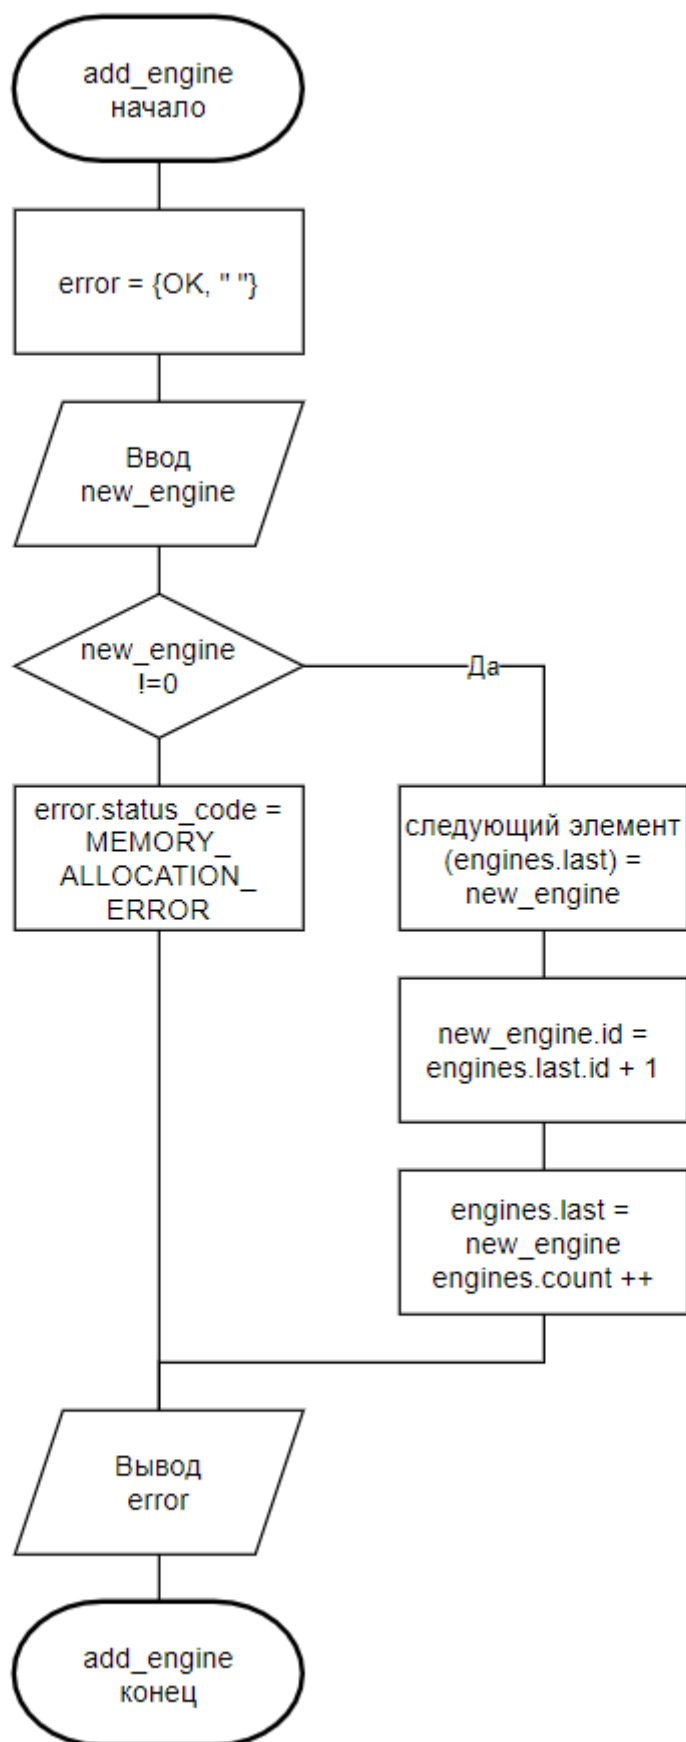 add_engine
начало
error = {OK, " "}
Ввод
new_engine
new_engine
!=0
Да
error.status_code =
MEMORY_
ALLOCATION_
ERROR
следующий элемент
(engines.last) =
new_engine
new_engine.id =
engines.last.id + 1
engines.last =
new_engine
engines.count ++
Вывод
error
add_engine
конец